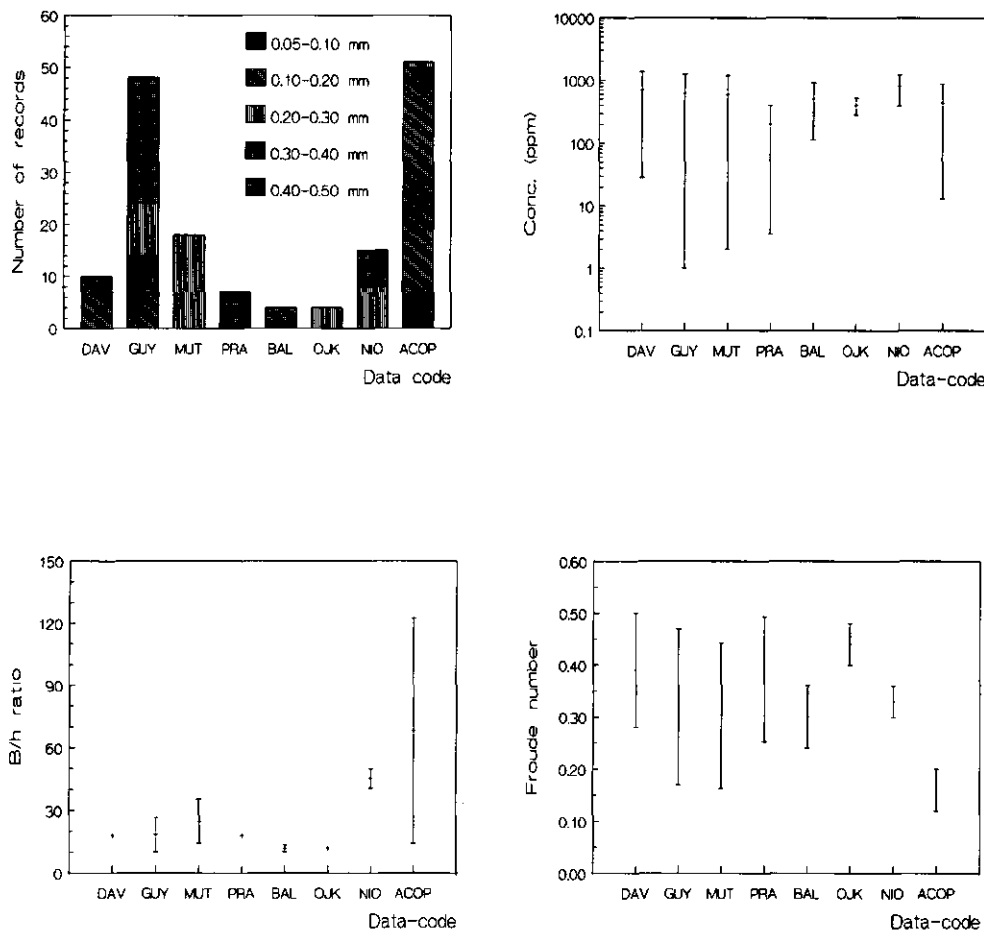 60
50
40
30
20
10
0
Number of records
0.05-0.10 mm
0.10-0.20 mm
0.20-0.30 mm
0.30-0.40 mm
0.40-0.50 mm
DAV GUY MUT PRA BAL OJK NIO ACOP
Data code
10000
1000
100
10
1
0.1
Conc. (ppm)
DAV GUY MUT PRA BAL OJK NIO ACOP
Data-code
150
120
90
60
30
0
B/h ratio
DAV GUY MUT PRA BAL OJK NIO ACOP
Data-code
0.60
0.50
0.40
0.30
0.20
0.10
0.00
Froude number
DAV GUY MUT PRA BAL OJK NIO ACOP
Data-code